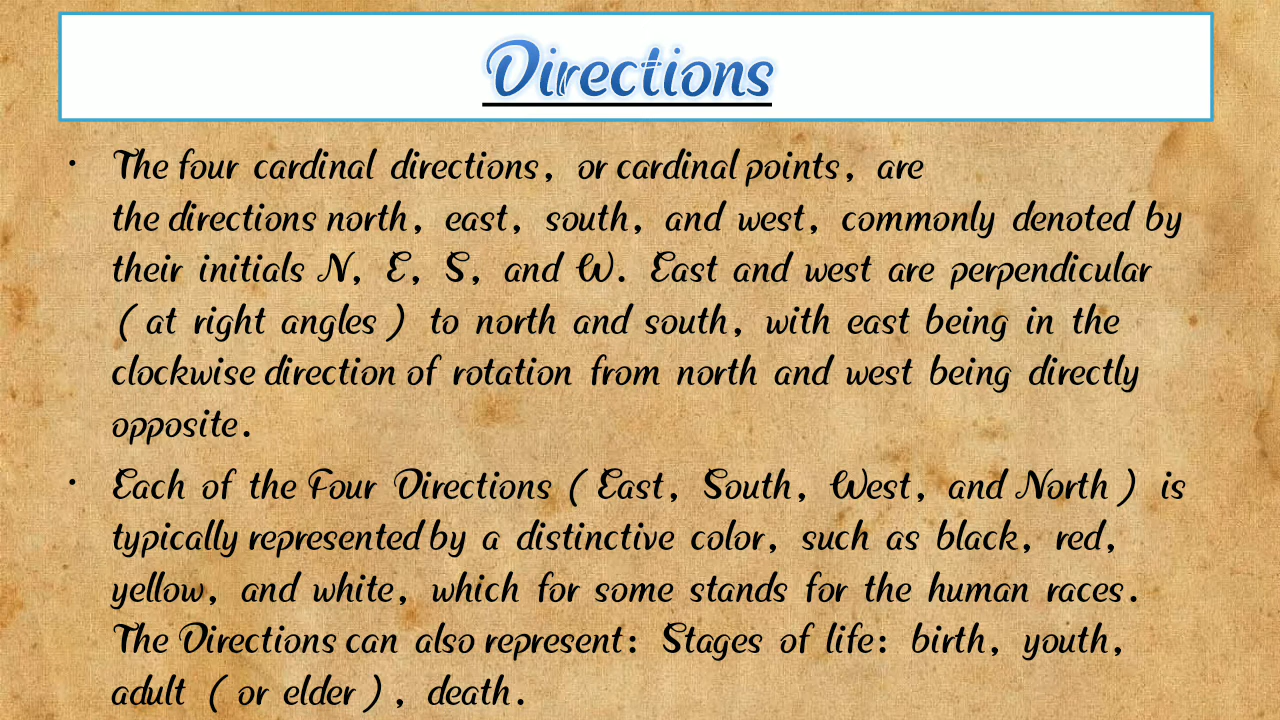 Directions
• The four cardinal directions, or cardinal points, are
the directions north, east, south, and west, commonly denoted by
their initials N, E, S, and W. East and west are perpendicular
(at right angles) to north and south, with east being in the
clockwise direction of rotation from north and west being directly
opposite.
• Each of the Four Directions (East, South, West, and North) is
typically represented by a distinctive color, such as black, red,
yellow, and white, which for some stands for the human races.
The Directions can also represent: Stages of life: birth, youth,
adult (or elder), death.